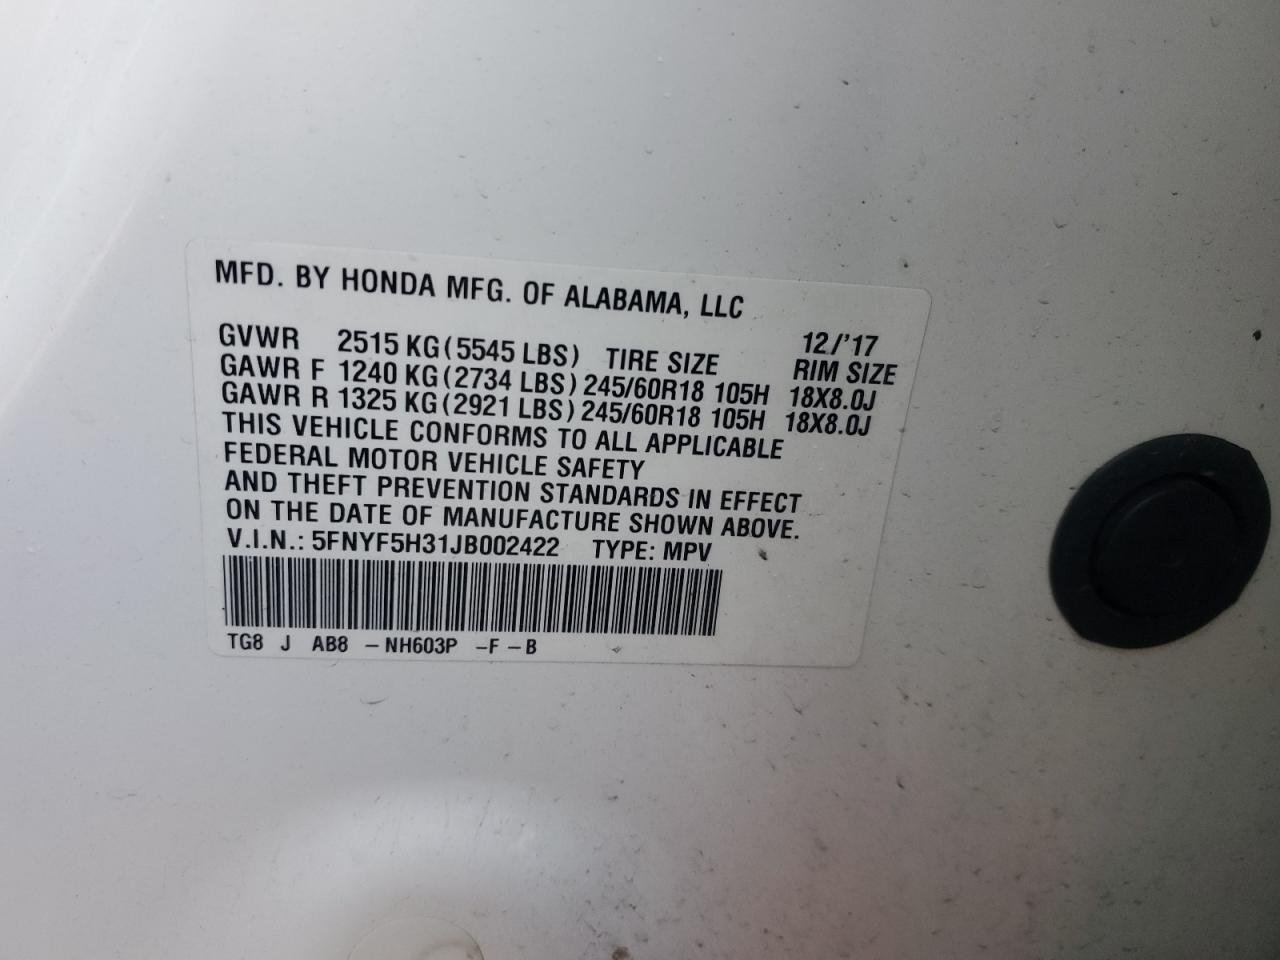 MFD. BY HONDA MFG. OF ALABAMA, LLC
12/'17
GVWR 2515 KG(5545 LBS) TIRE SIZE RIM SIZE
GAWR F 1240 KG(2734 LBS) 245/60R18 105H 18X8.0J
GAWR R 1325 KG(2921 LBS) 245/60R18 105H 18X8.0J
THIS VEHICLE CONFORMS TO ALL APPLICABLE
FEDERAL MOTOR VEHICLE SAFETY
AND THEFT PREVENTION STANDARDS IN EFFECT
ON THE DATE OF MANUFACTURE SHOWN ABOVE.
V.I.N.: 5FNYF5H31JB002422 TYPE: MPV
TG8 J AB8 – NH603P –F – B